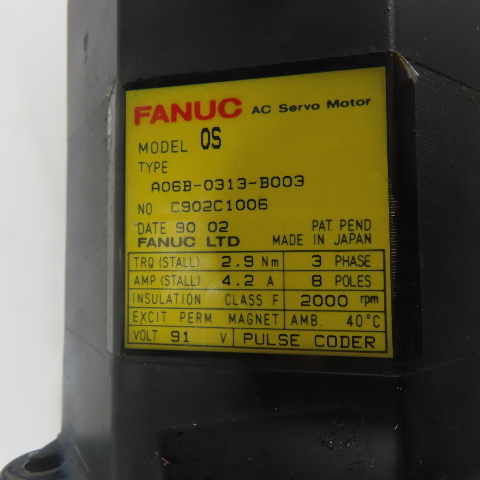 FANUC AC Servo Motor
MODEL 0S
TYPE
A06B-0313-B003
NO C902C1006
DATE 90 02 PAT. PEND
FANUC LTD MADE IN JAPAN
TRQ (STALL) 2.9 Nm 3 PHASE
AMP (STALL) 4.2 A 8 POLES
INSULATION CLASS F 2000 rpm
EXCIT PERM MAGNET AMB. 40°C
VOLT 91 V PULSE CODER